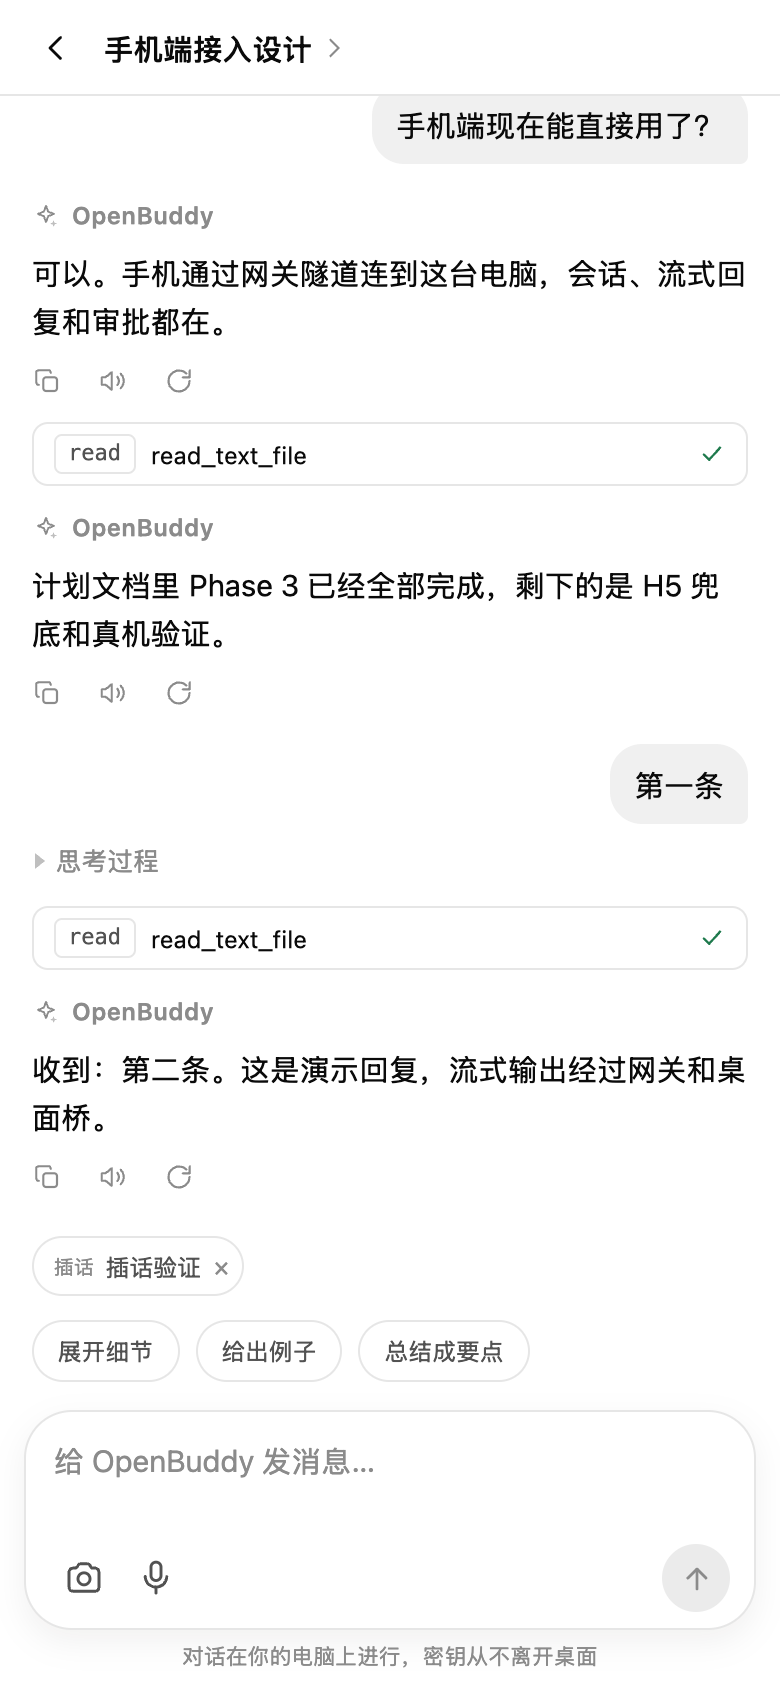 手机端接入设计
手机端现在能直接用了?
OpenBuddy
可以。手机通过网关隧道连到这台电脑，会话、流式回
复和审批都在。
read read_text_file
OpenBuddy
计划文档里 Phase 3 已经全部完成，剩下的是 H5 兜
底和真机验证。
第一条
思考过程
read read_text_file
OpenBuddy
收到：第二条。这是演示回复，流式输出经过网关和桌
面桥。
插话 插话验证 ×
展开细节 给出例子 总结成要点
给 OpenBuddy 发消息...
对话在你的电脑上进行，密钥从不离开桌面